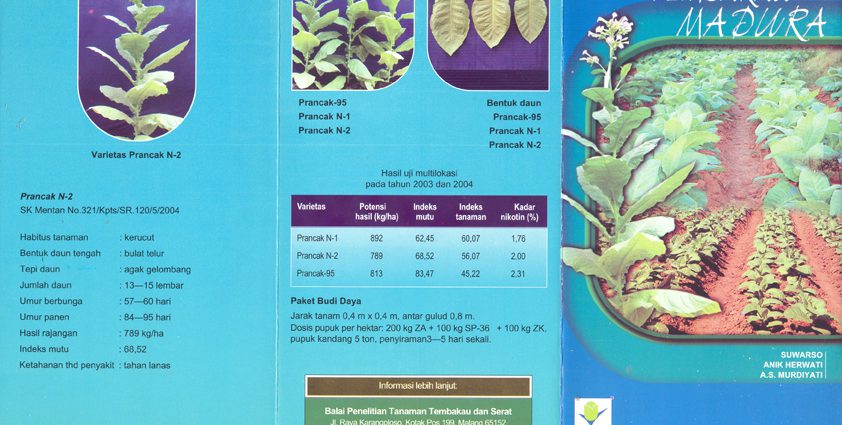 Varietas Prancak N-2
Prancak N-2
SK Mentan No.321/Kpts/SR.120/5/2004
Habitus tanaman : kerucut
Bentuk daun tengah : bulat telur
Tepi daun : agak gelombang
Jumlah daun : 13—15 lembar
Umur berbunga : 57—60 hari
Umur panen : 84—95 hari
Hasil rajangan : 789 kg/ha
Indeks mutu : 68,52
Ketahanan thd penyakit : tahan lanas
Prancak-95
Prancak N-1
Prancak N-2
Bentuk daun
Prancak-95
Prancak N-1
Prancak N-2
Hasil uji multilokasi
pada tahun 2003 dan 2004
Varietas Potensi Indeks Indeks Kadar
hasil (kg/ha) mutu tanaman nikotin (%)
Prancak N-1 892 62,45 60,07 1,76
Prancak N-2 789 68,52 56,07 2,00
Prancak-95 813 83,47 45,22 2,31
Paket Budi Daya
Jarak tanam 0,4 m x 0,4 m, antar gulud 0,8 m.
Dosis pupuk per hektar: 200 kg ZA + 100 kg SP-36 + 100 kg ZK,
pupuk kandang 5 ton, penyiraman3—5 hari sekali.
Informasi lebih lanjut:
Balai Penelitian Tanaman Tembakau dan Serat
Jl. Raya Karangploso, Kotak Pos 199, Malang 65152
MADURA
SUWARSO
ANIK HERWATI
A.S. MURDIYATI